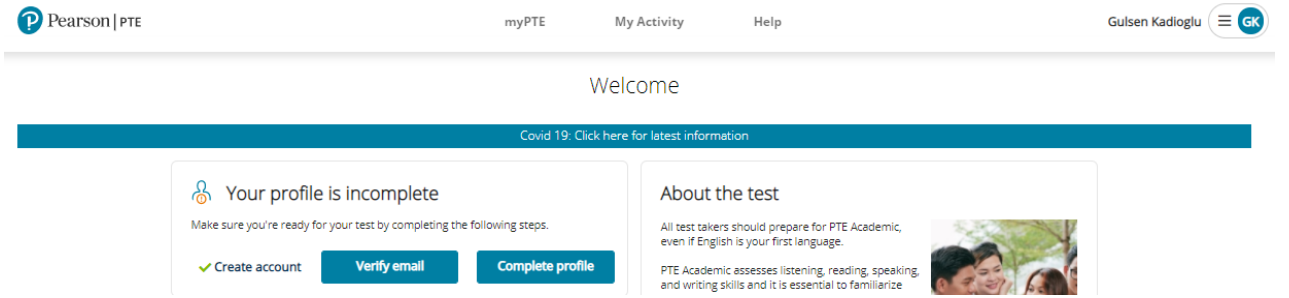 Pearson | PTE
myPTE
My Activity
Help
Gulsen Kadioglu
GK
Welcome
Covid 19: Click here for latest information
Your profile is incomplete
Make sure you're ready for your test by completing the following steps.
Create account
Verify email
Complete profile
About the test
All test takers should prepare for PTE Academic,
even if English is your first language.
PTE Academic assesses listening, reading, speaking,
and writing skills and it is essential to familiarize